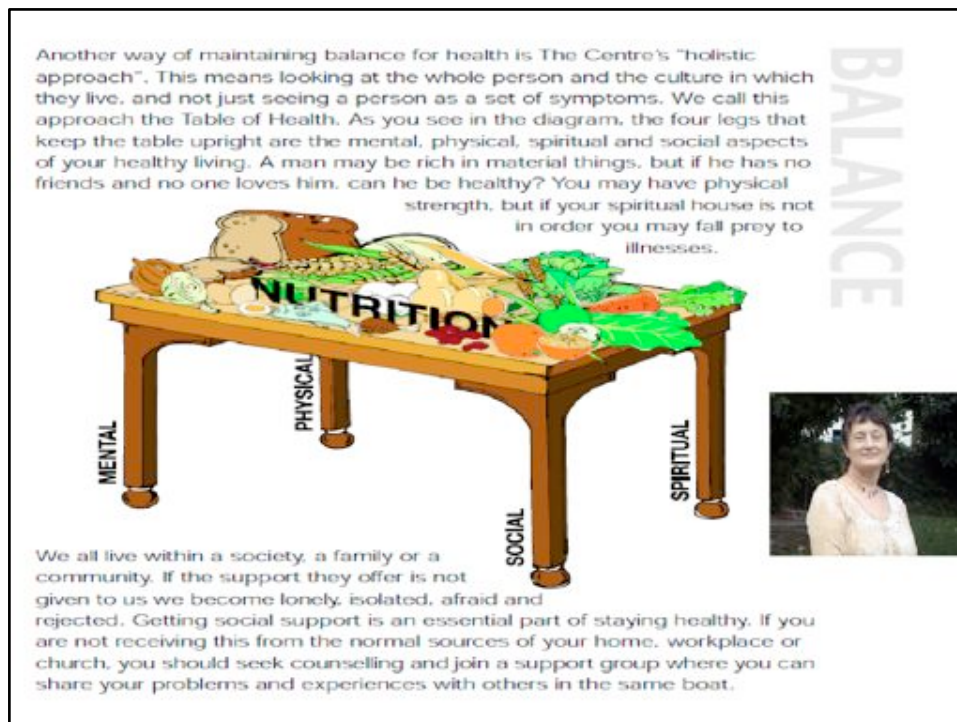 Another way of maintaining balance for health is The Centre's "holistic
approach". This means looking at the whole person and the culture in which
they live, and not just seeing a person as a set of symptoms. We call this
approach the Table of Health. As you see in the diagram, the four legs that
keep the table upright are the mental, physical, spiritual and social aspects
of your healthy living. A man may be rich in material things, but if he has no
friends and no one loves him, can he be healthy? You may have physical
strength, but if your spiritual house is not
in order you may fall prey to
illnesses.
BALANCE
NUTRITION
MENTAL
PHYSICAL
SOCIAL
SPIRITUAL
We all live within a society, a family or a
community. If the support they offer is not
given to us we become lonely, isolated, afraid and
rejected. Getting social support is an essential part of staying healthy. If you
are not receiving this from the normal sources of your home, workplace or
church, you should seek counselling and join a support group where you can
share your problems and experiences with others in the same boat.